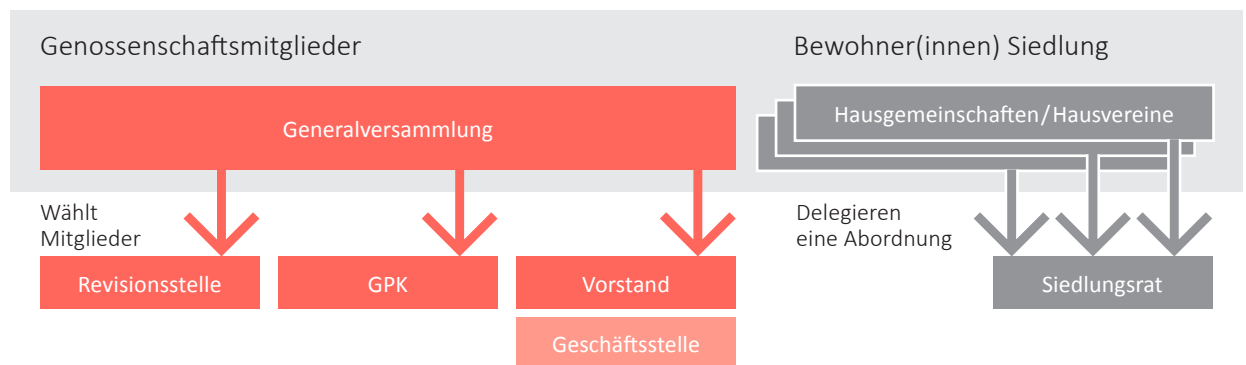 Genossenschaftsmitglieder
Generalversammlung
Wählt
Mitglieder
Revisionsstelle
GPK
Vorstand
Geschäftsstelle
Bewohner(innen) Siedlung
Hausgemeinschaften/Hausvereine
Delegieren
eine Abordnung
Siedlungsrat